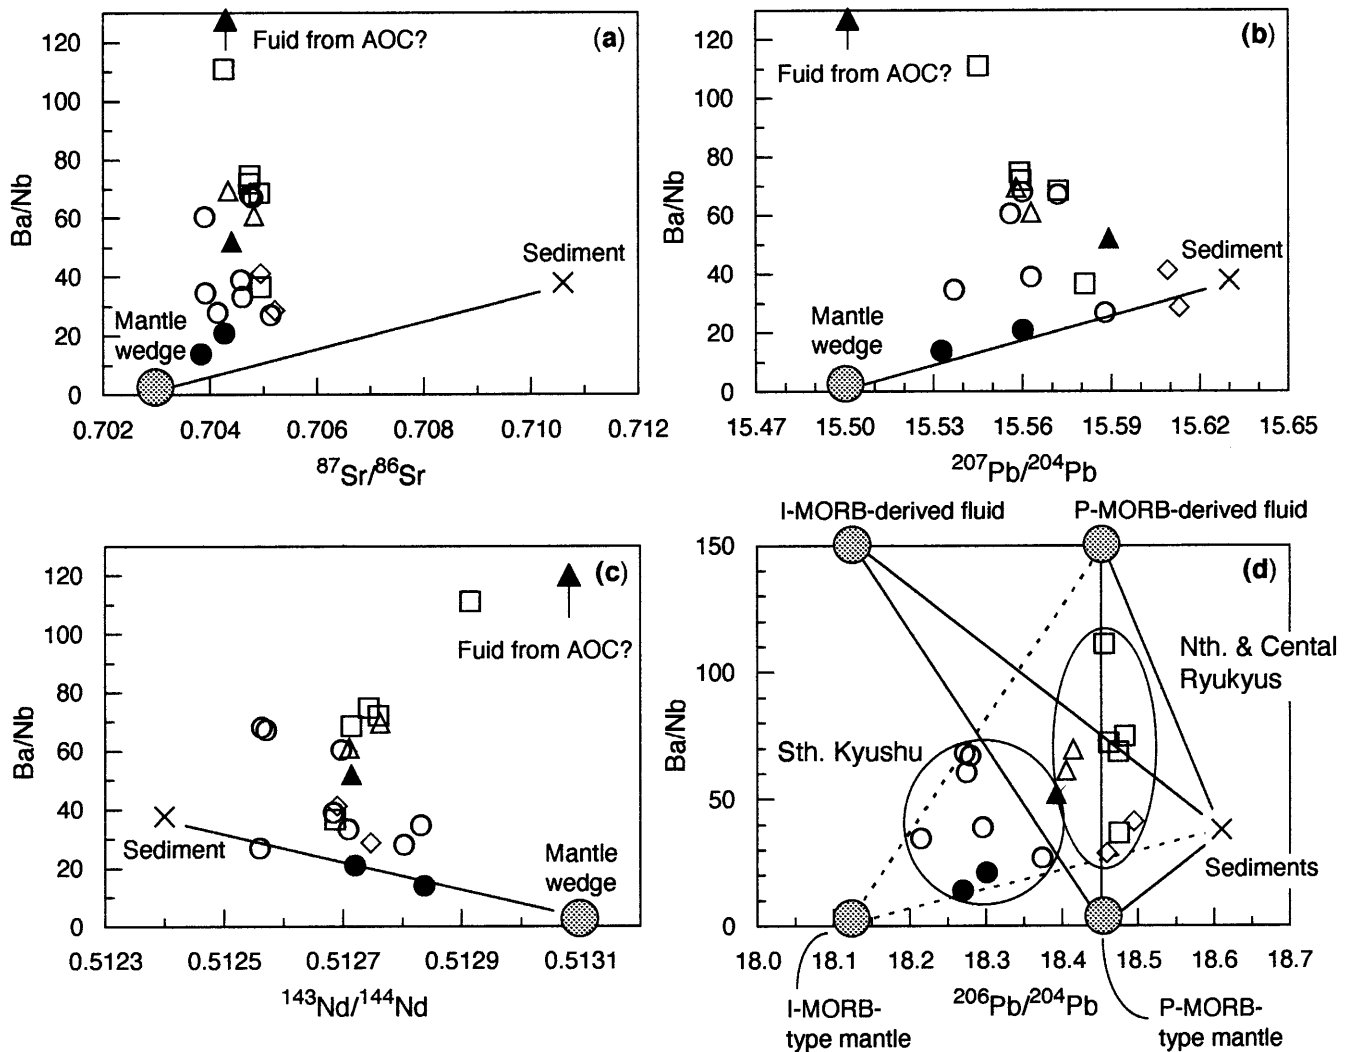 120
100
80
60
40
20
0
Ba/Nb
Fuid from AOC?
(a)
Sediment
Mantle
wedge
0.702
0.704
0.706
0.708
0.710
0.712
87Sr/86Sr
120
100
80
60
40
20
0
Ba/Nb
(b)
Fuid from AOC?
Sediment
Mantle
wedge
15.47
15.50
15.53
15.56
15.59
15.62
15.65
207Pb/204Pb
120
100
80
60
40
20
0
Ba/Nb
(c)
Fuid from AOC?
Sediment
Mantle
wedge
0.5123
0.5125
0.5127
0.5129
0.5131
143Nd/144Nd
I-MORB-derived fluid
P-MORB-derived fluid
150
100
50
0
Ba/Nb
(d)
Nth. & Cental
Ryukyus
Sth. Kyushu
Sediments
18.0
18.1
18.2
18.3
18.4
18.5
18.6
18.7
206Pb/204Pb
I-MORB-
type mantle
P-MORB-
type mantle